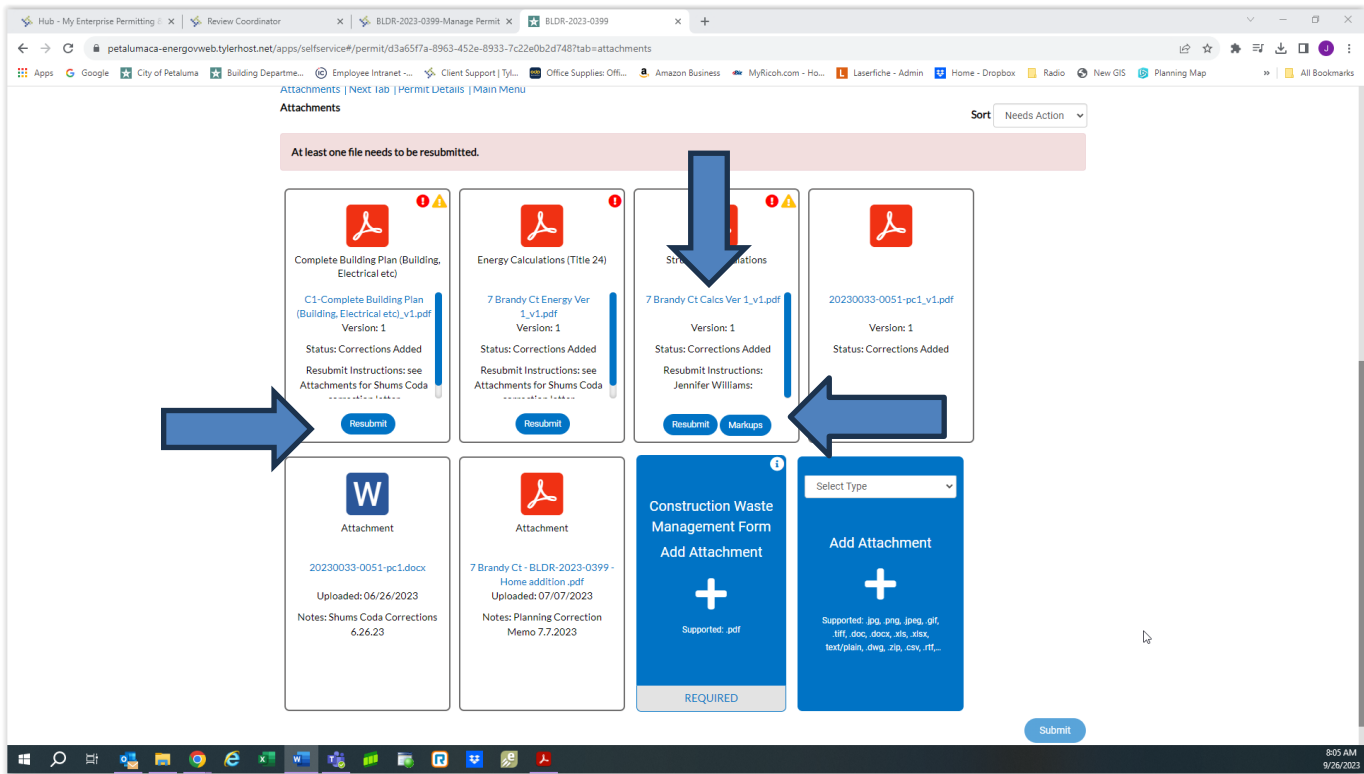 Hub - My Enterprise Permitting &
Review Coordinator
BLDR-2023-0399-Manage Permit
BLDR-2023-0399
petalumaca-energovweb.tylerhost.net/apps/selfservice#/permit/d3a65f7a-8963-452e-8933-7c22e0b2d748?tab=attachments
J
Apps
Google
City of Petaluma
Building Departme...
Employee Intranet -...
Client Support | Tyl...
Office Supplies: Offi...
Amazon Business
MyRicoh.com - Ho...
Laserfiche - Admin
Home - Dropbox
Radio
New GIS
Planning Map
»
All Bookmarks
Attachments | Next Tab | Permit Details | Main Menu
Attachments
Sort
Needs Action
At least one file needs to be resubmitted.
Complete Building Plan (Building,
Electrical etc)
C1-Complete Building Plan
(Building, Electrical etc)_v1.pdf
Version: 1
Status: Corrections Added
Resubmit Instructions: see
Attachments for Shums Coda
correction letter
Resubmit
Energy Calculations (Title 24)
7 Brandy Ct Energy Ver
1_v1.pdf
Version: 1
Status: Corrections Added
Resubmit Instructions: see
Attachments for Shums Coda
correction letter
Resubmit
7 Brandy Ct Calcs Ver 1_v1.pdf
Version: 1
Status: Corrections Added
Resubmit Instructions:
Jennifer Williams:
Resubmit
Markups
20230033-0051-pc1_v1.pdf
Version: 1
Status: Corrections Added
W
Attachment
20230033-0051-pc1.docx
Uploaded: 06/26/2023
Notes: Shums Coda Corrections
6.26.23
Attachment
7 Brandy Ct - BLDR-2023-0399 -
Home addition .pdf
Uploaded: 07/07/2023
Notes: Planning Correction
Memo 7.7.2023
Construction Waste
Management Form
Add Attachment
Supported: .pdf
REQUIRED
Select Type
Add Attachment
Supported: .jpg, .png, .jpeg, .gif,
.tiff, .doc, .docx, .xls, .xlsx,
text/plain, .dwg, .zip, .csv, .rtf,...
Submit
8:05 AM
9/26/2023